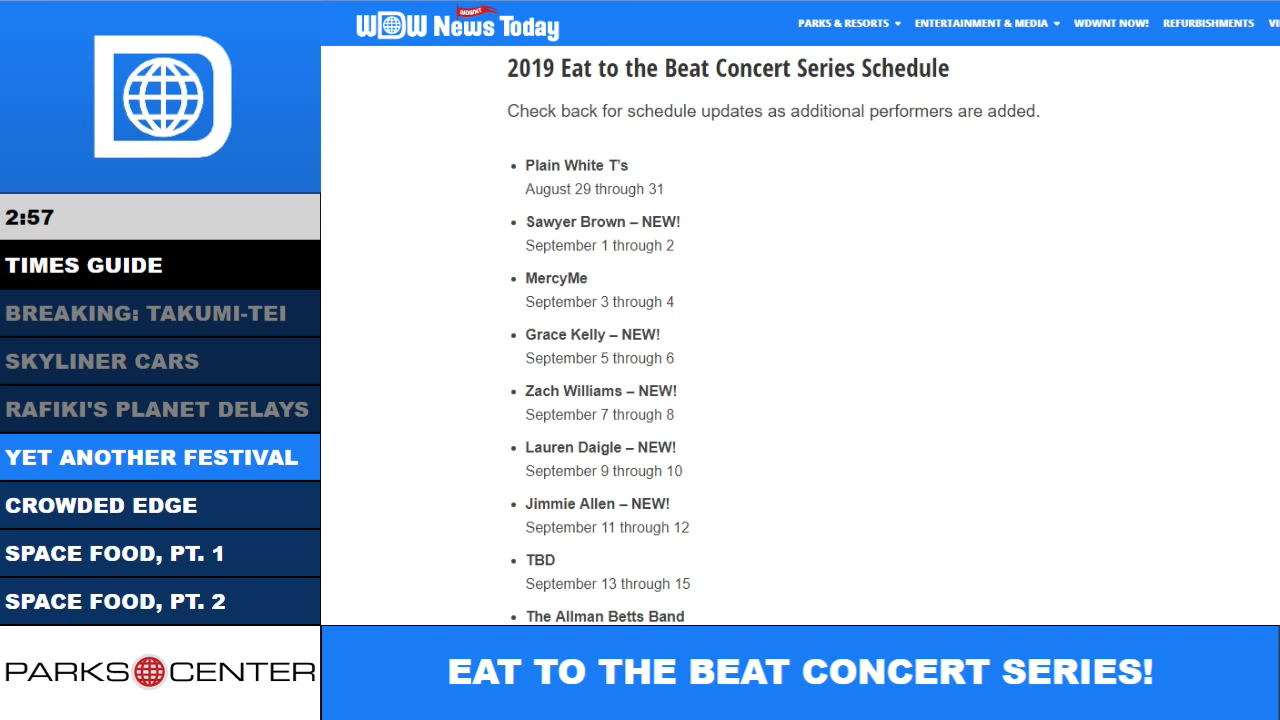 WDW News Today
WDWNT
PARKS & RESORTS
ENTERTAINMENT & MEDIA
WDWNT NOW!
REFURBISHMENTS
D
2:57
TIMES GUIDE
BREAKING: TAKUMI-TEI
SKYLINER CARS
RAFIKI'S PLANET DELAYS
YET ANOTHER FESTIVAL
CROWDED EDGE
SPACE FOOD, PT. 1
SPACE FOOD, PT. 2
PARKS CENTER
2019 Eat to the Beat Concert Series Schedule
Check back for schedule updates as additional performers are added.
• Plain White T's
August 29 through 31
• Sawyer Brown – NEW!
September 1 through 2
• MercyMe
September 3 through 4
• Grace Kelly – NEW!
September 5 through 6
• Zach Williams – NEW!
September 7 through 8
• Lauren Daigle – NEW!
September 9 through 10
• Jimmie Allen – NEW!
September 11 through 12
• TBD
September 13 through 15
• The Allman Betts Band
EAT TO THE BEAT CONCERT SERIES!